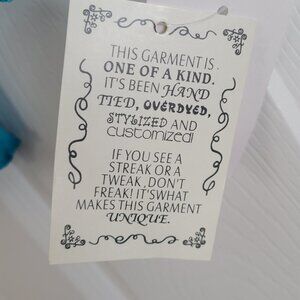 THIS GARMENT IS
ONE OF A KIND.
IT'S BEEN HAND
TIED, OVERDYED,
STYLIZED AND
CUSTOMIZED!
IF YOU SEE A
STREAK OR A
TWEAK, DON'T
FREAK! IT'SWHAT
MAKES THIS GARMENT
UNIQUE.